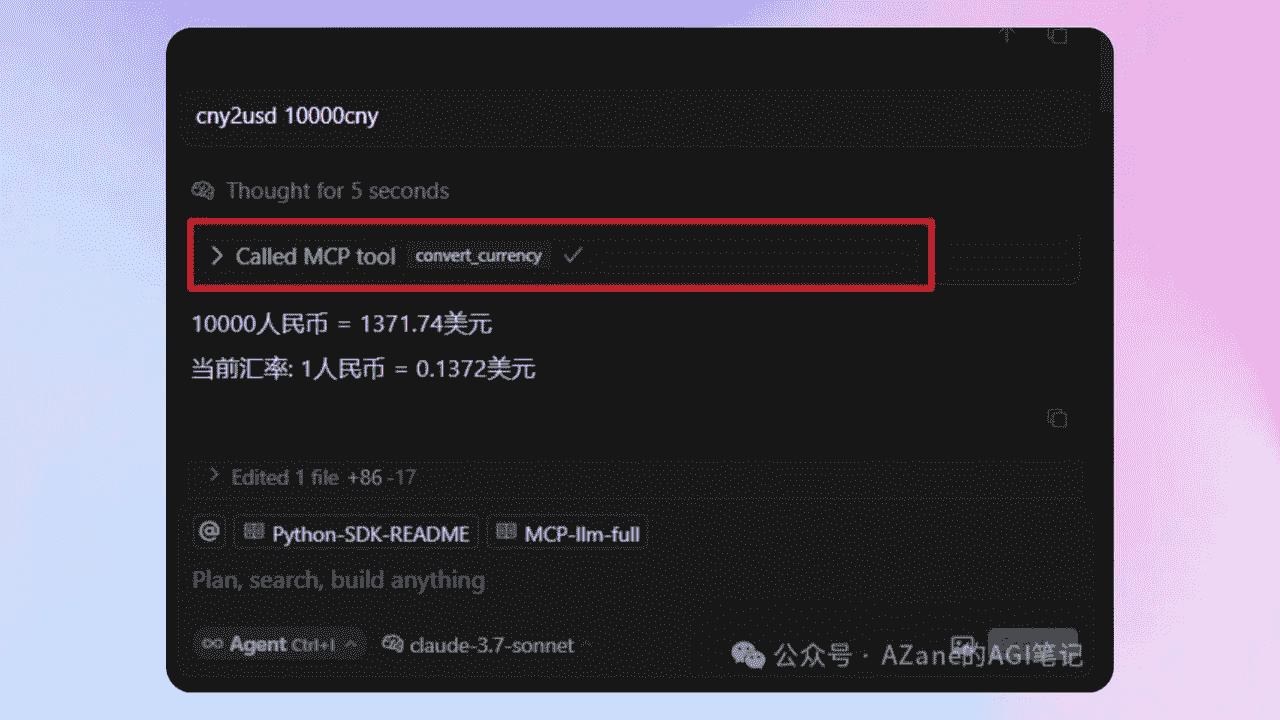 cny2usd 10000cny
Thought for 5 seconds
Called MCP tool convert_currency
10000人民币 = 1371.74美元
当前汇率: 1人民币 = 0.1372美元
Edited 1 file +86 -17
@ Python-SDK-README MCP-llm-full
Plan, search, build anything
Agent Ctrl+I claude-3.7-sonnet
公众号 · AZane的AGI笔记